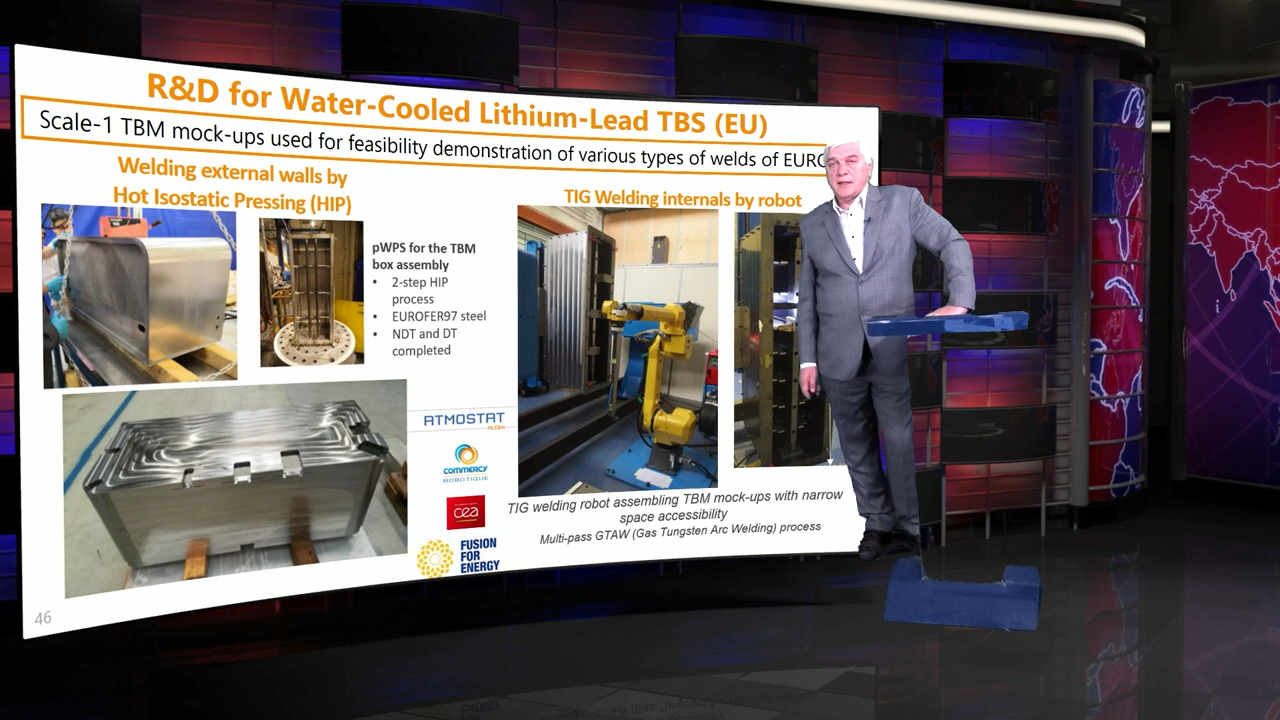 R&D for Water-Cooled Lithium-Lead TBS (EU)
Scale-1 TBM mock-ups used for feasibility demonstration of various types of welds of EURO
Welding external walls by
Hot Isostatic Pressing (HIP)
pWPS for the TBM
box assembly
• 2-step HIP
process
• EUROFER97 steel
• NDT and DT
completed
ATMOSTAT
ALCEN
COMMERCY
ROBOTIQUE
cea
FUSION
FOR
ENERGY
TIG Welding internals by robot
TIG welding robot assembling TBM mock-ups with narrow
space accessibility
Multi-pass GTAW (Gas Tungsten Arc Welding) process
46